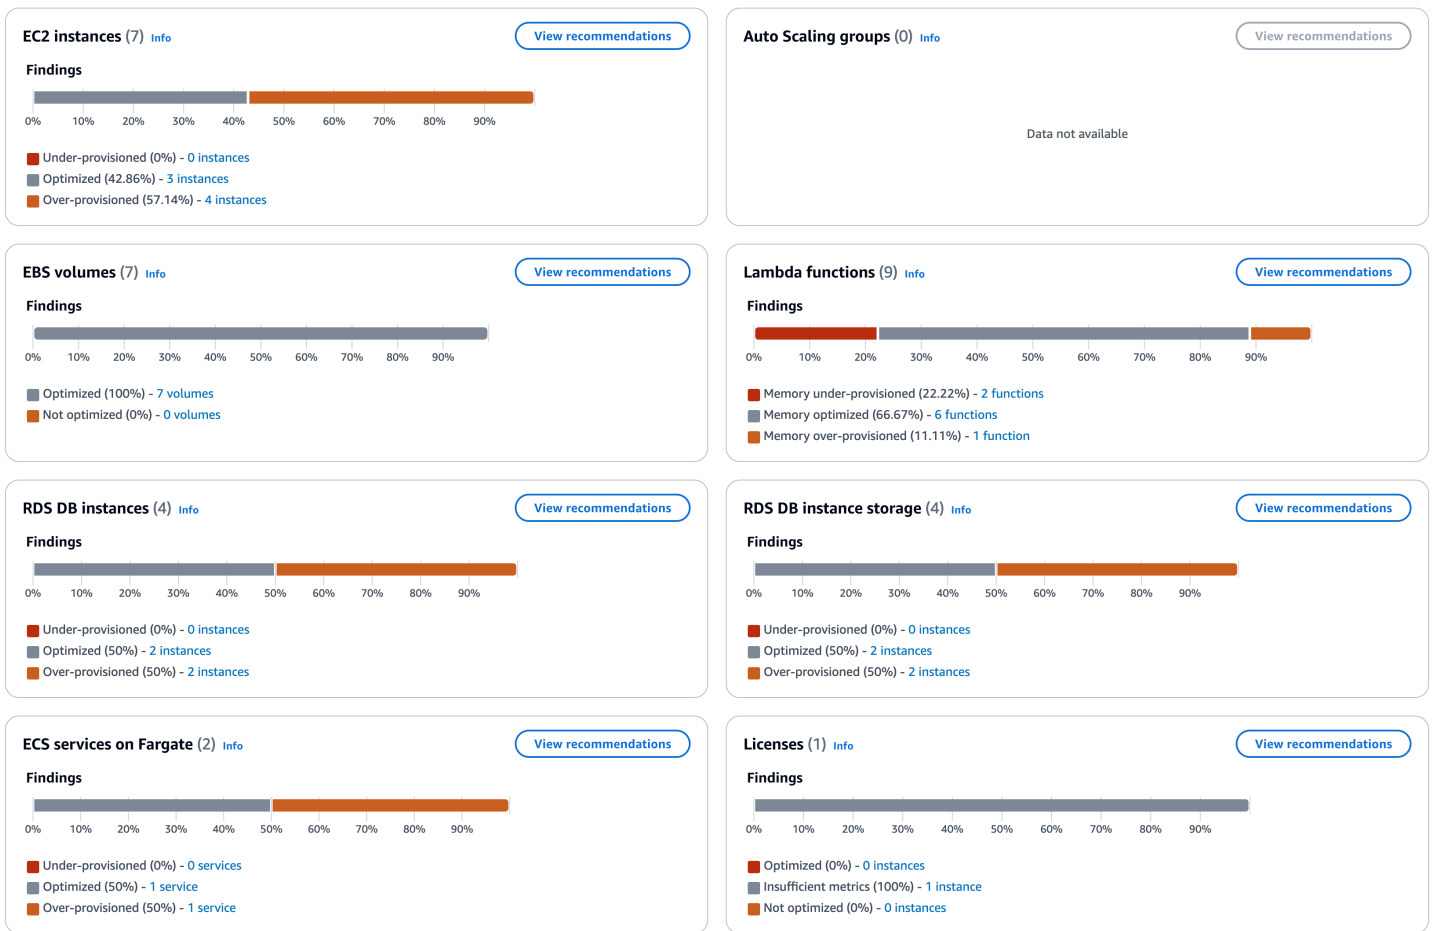 EC2 instances (7) Info View recommendations
Findings
0% 10% 20% 30% 40% 50% 60% 70% 80% 90%
Under-provisioned (0%) - 0 instances
Optimized (42.86%) - 3 instances
Over-provisioned (57.14%) - 4 instances
Auto Scaling groups (0) Info View recommendations
Data not available
EBS volumes (7) Info View recommendations
Findings
0% 10% 20% 30% 40% 50% 60% 70% 80% 90%
Optimized (100%) - 7 volumes
Not optimized (0%) - 0 volumes
Lambda functions (9) Info View recommendations
Findings
0% 10% 20% 30% 40% 50% 60% 70% 80% 90%
Memory under-provisioned (22.22%) - 2 functions
Memory optimized (66.67%) - 6 functions
Memory over-provisioned (11.11%) - 1 function
RDS DB instances (4) Info View recommendations
Findings
0% 10% 20% 30% 40% 50% 60% 70% 80% 90%
Under-provisioned (0%) - 0 instances
Optimized (50%) - 2 instances
Over-provisioned (50%) - 2 instances
RDS DB instance storage (4) Info View recommendations
Findings
0% 10% 20% 30% 40% 50% 60% 70% 80% 90%
Under-provisioned (0%) - 0 instances
Optimized (50%) - 2 instances
Over-provisioned (50%) - 2 instances
ECS services on Fargate (2) Info View recommendations
Findings
0% 10% 20% 30% 40% 50% 60% 70% 80% 90%
Under-provisioned (0%) - 0 services
Optimized (50%) - 1 service
Over-provisioned (50%) - 1 service
Licenses (1) Info View recommendations
Findings
0% 10% 20% 30% 40% 50% 60% 70% 80% 90%
Optimized (0%) - 0 instances
Insufficient metrics (100%) - 1 instance
Not optimized (0%) - 0 instances